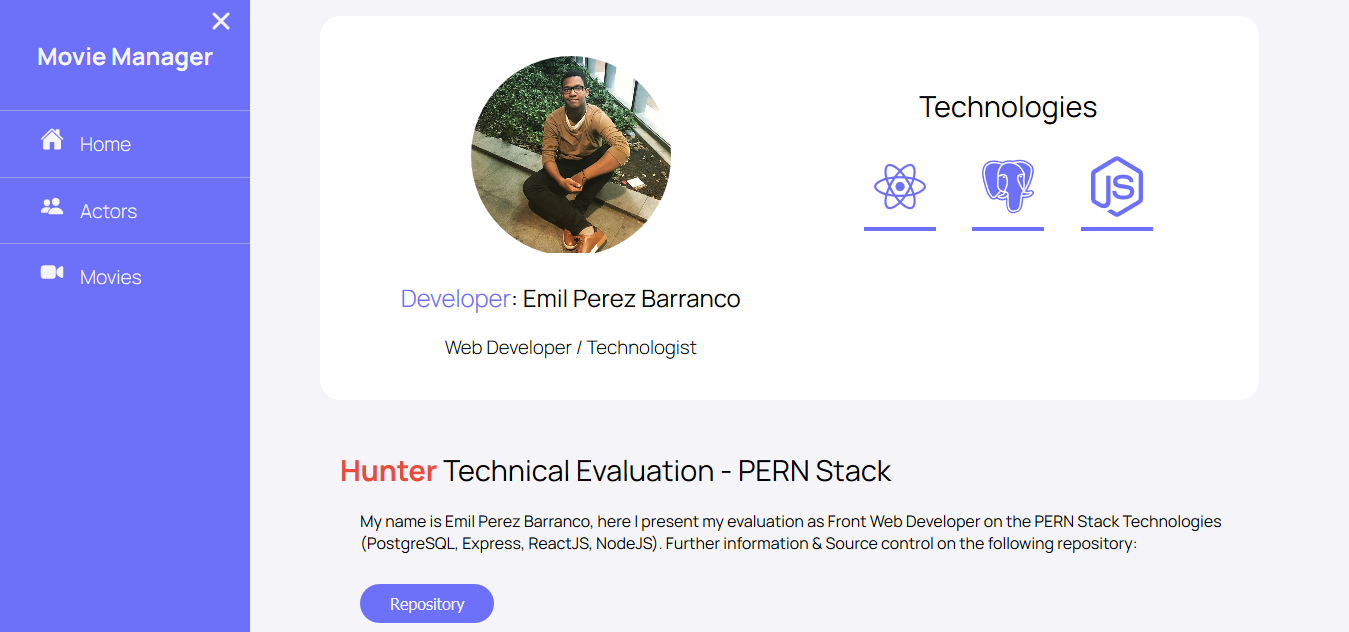 Movie Manager
Home
Actors
Movies
Technologies
JS
Developer: Emil Perez Barranco
Web Developer / Technologist
Hunter Technical Evaluation - PERN Stack
My name is Emil Perez Barranco, here I present my evaluation as Front Web Developer on the PERN Stack Technologies
(PostgreSQL, Express, ReactJS, NodeJS). Further information & Source control on the following repository:
Repository